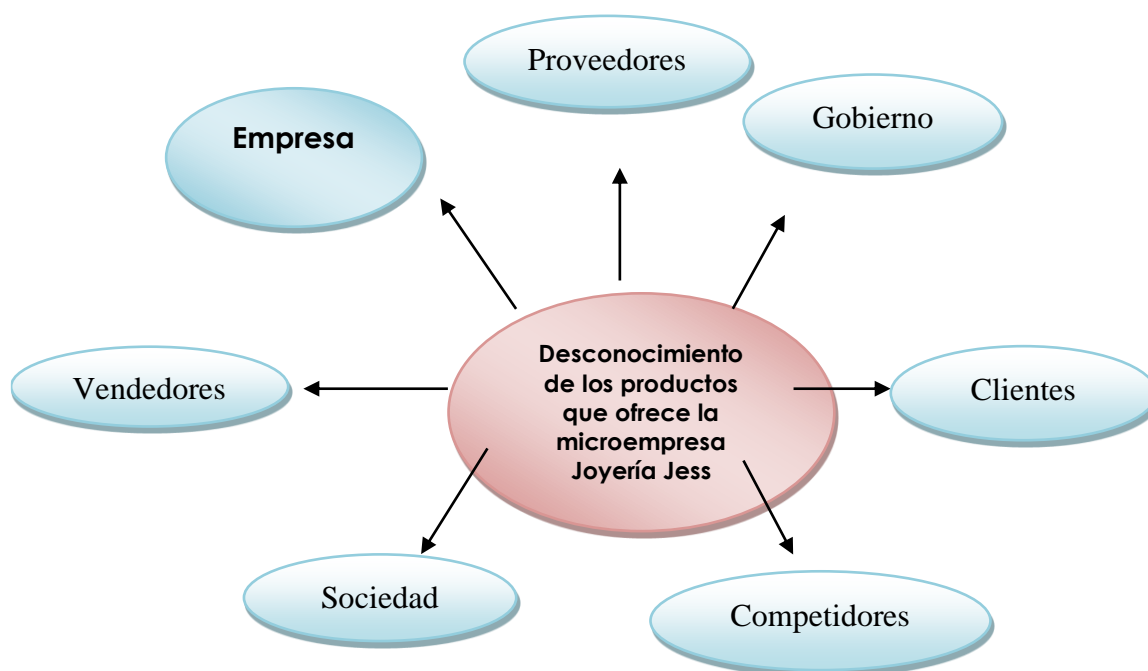 Proveedores
Gobierno
Empresa
Desconocimiento
de los productos
que ofrece la
microempresa
Joyería Jess
Vendedores
Clientes
Sociedad
Competidores